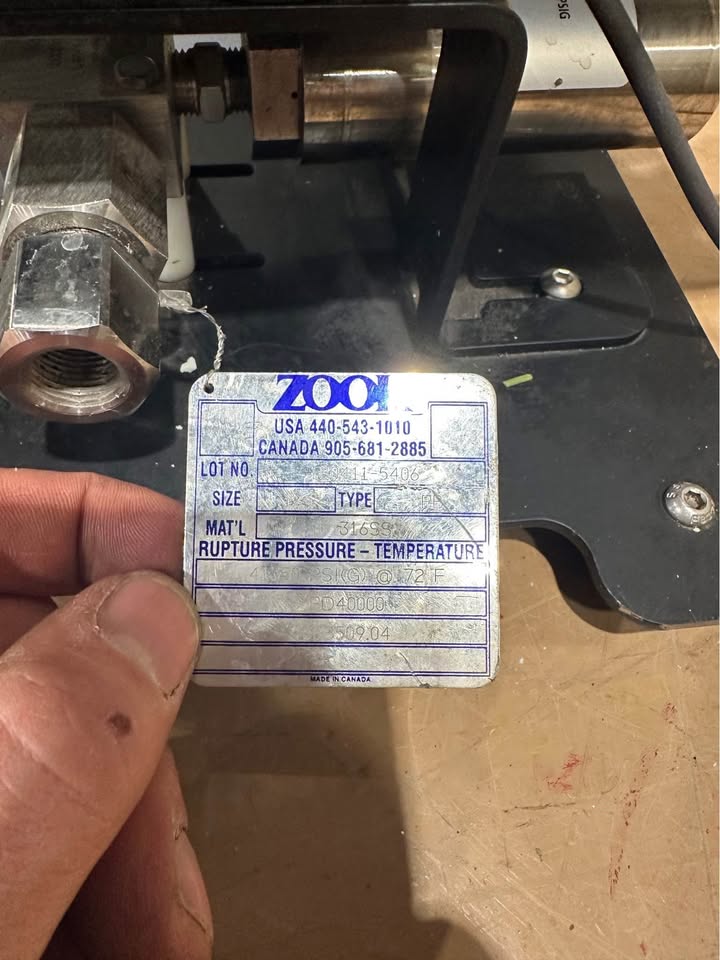 PSIG
ZOOK
USA 440-543-1010
CANADA 905-681-2885
LOT NO.
SIZE TYPE
MAT'L 316SS
RUPTURE PRESSURE – TEMPERATURE
@ 72 F
D40000
MADE IN CANADA